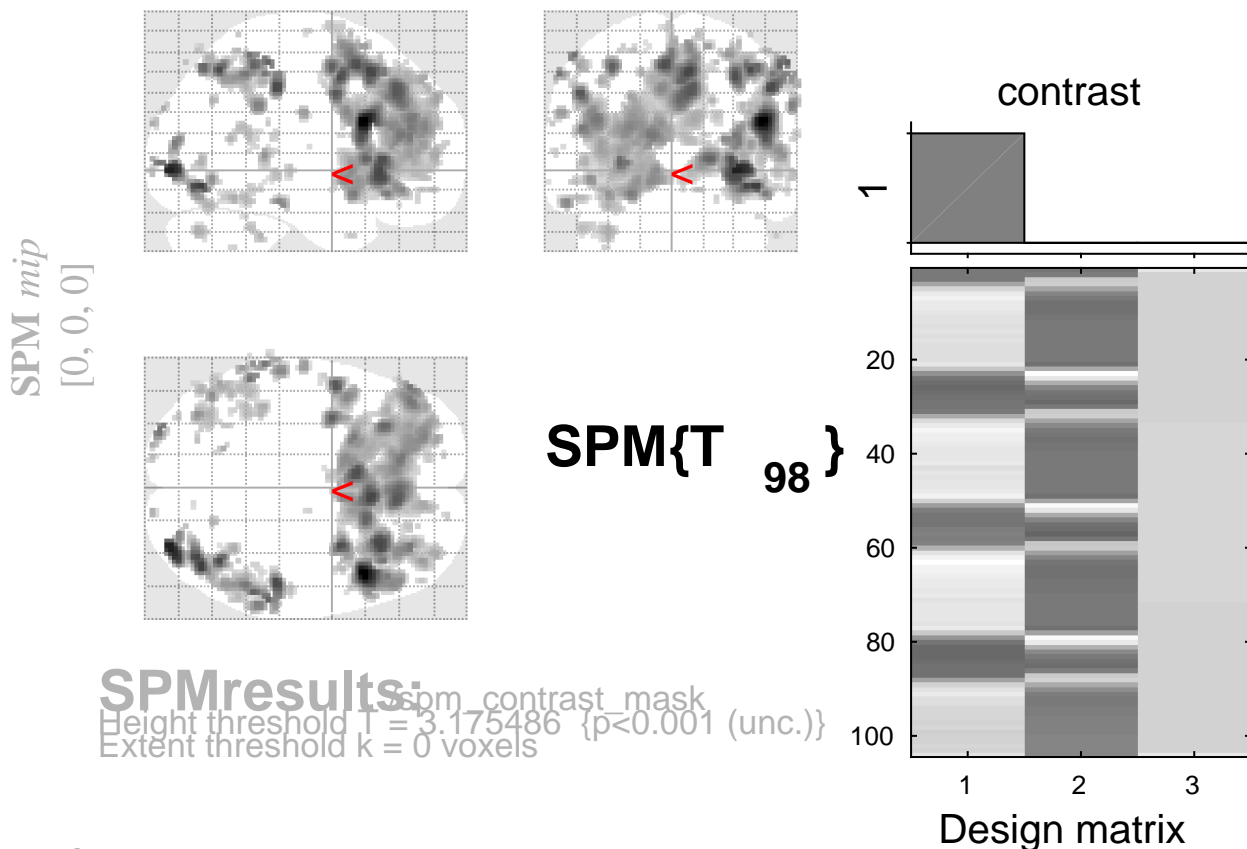 SPM mip
[0, 0, 0]
<
<
<
SPM{T 98}
SPMresults: ./spm_contrast_mask
Height threshold T = 3.175486 {p<0.001 (unc.)}
Extent threshold k = 0 voxels
contrast
1
20
40
60
80
100
1 2 3
Design matrix